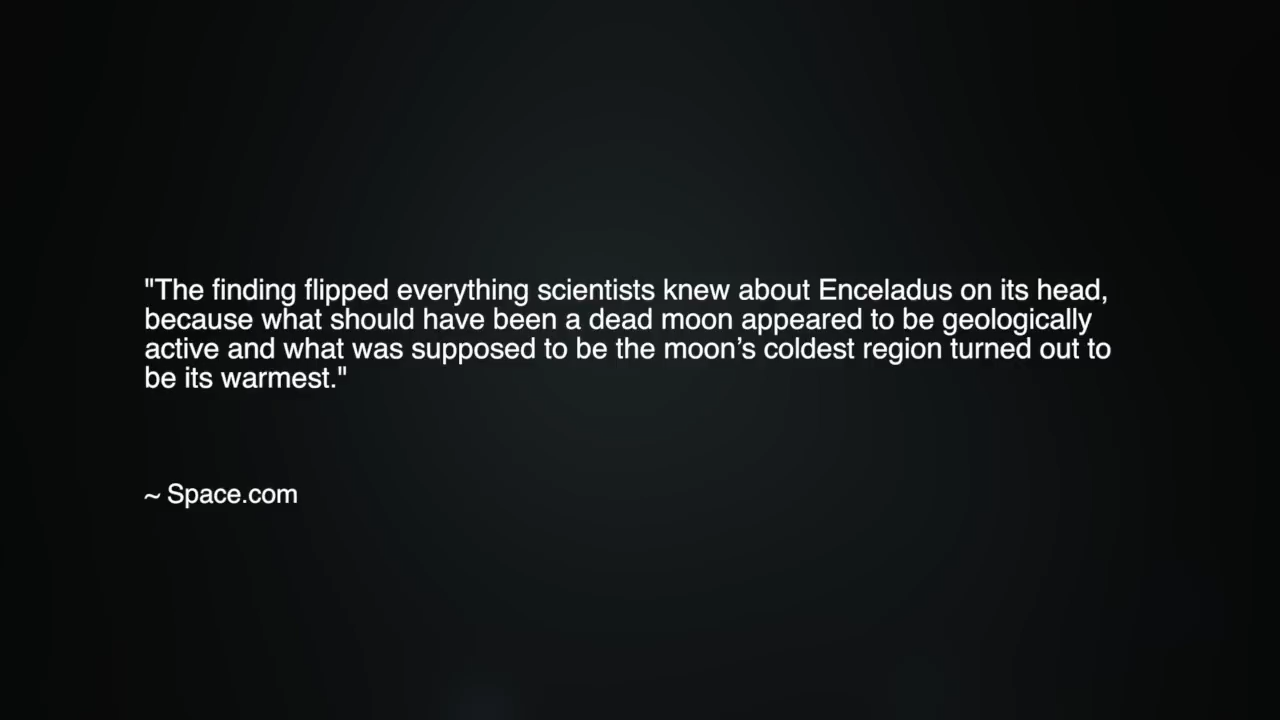 "The finding flipped everything scientists knew about Enceladus on its head,
because what should have been a dead moon appeared to be geologically
active and what was supposed to be the moon’s coldest region turned out to
be its warmest."
~ Space.com